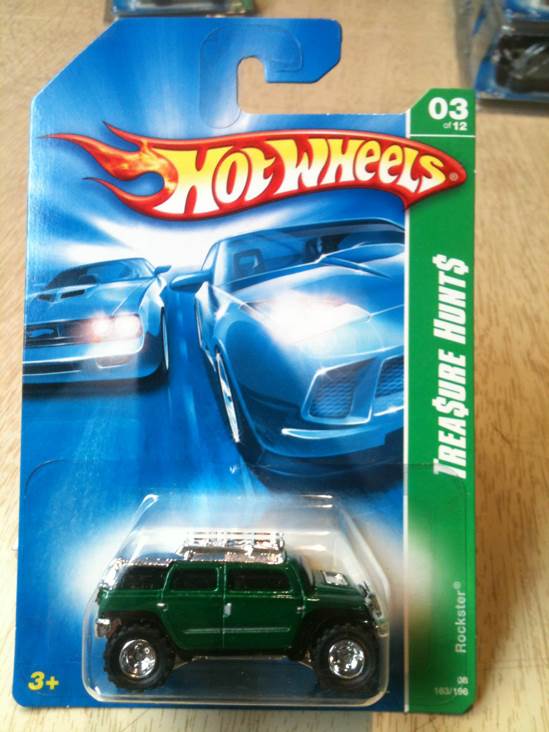 03
of 12
HOT WHEELS®
TREA$URE HUNT$
Rockster®
08
163/196
3+